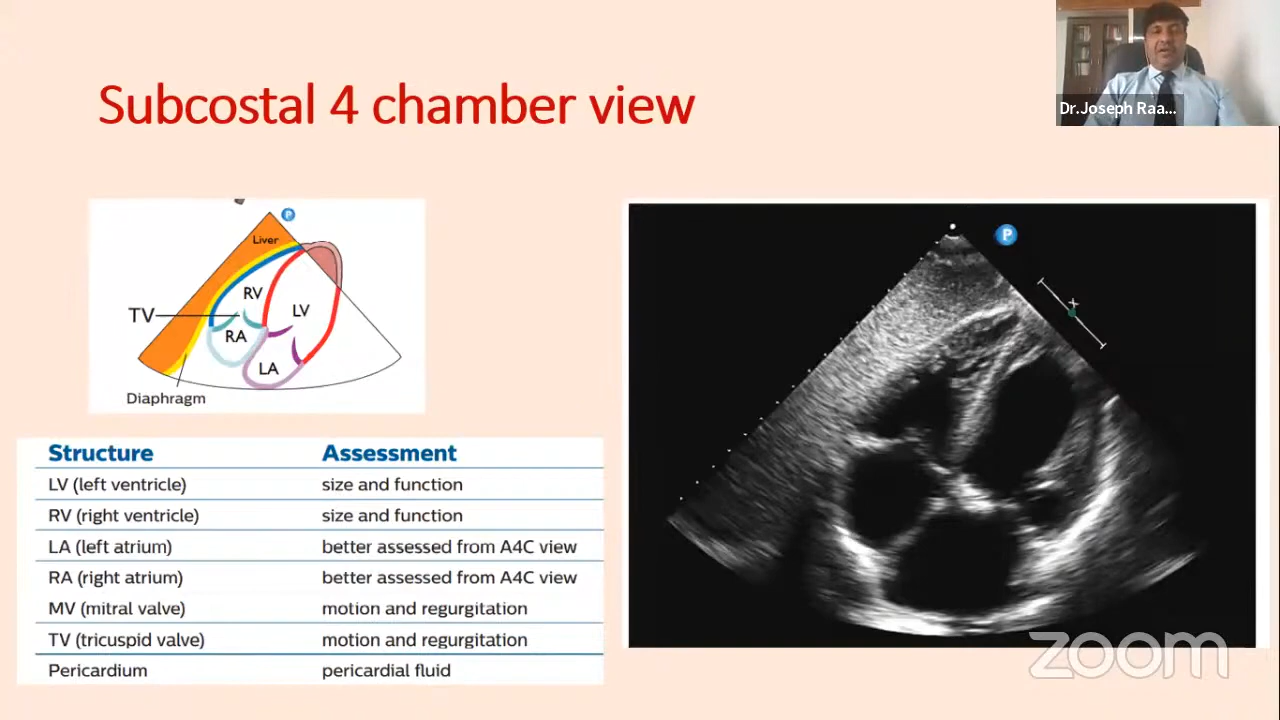 Dr.Joseph Raa...
Subcostal 4 chamber view
P
Liver
RV
LV
TV
RA
LA
Diaphragm
P
x
Structure Assessment
LV (left ventricle) size and function
RV (right ventricle) size and function
LA (left atrium) better assessed from A4C view
RA (right atrium) better assessed from A4C view
MV (mitral valve) motion and regurgitation
TV (tricuspid valve) motion and regurgitation
Pericardium pericardial fluid
zoom